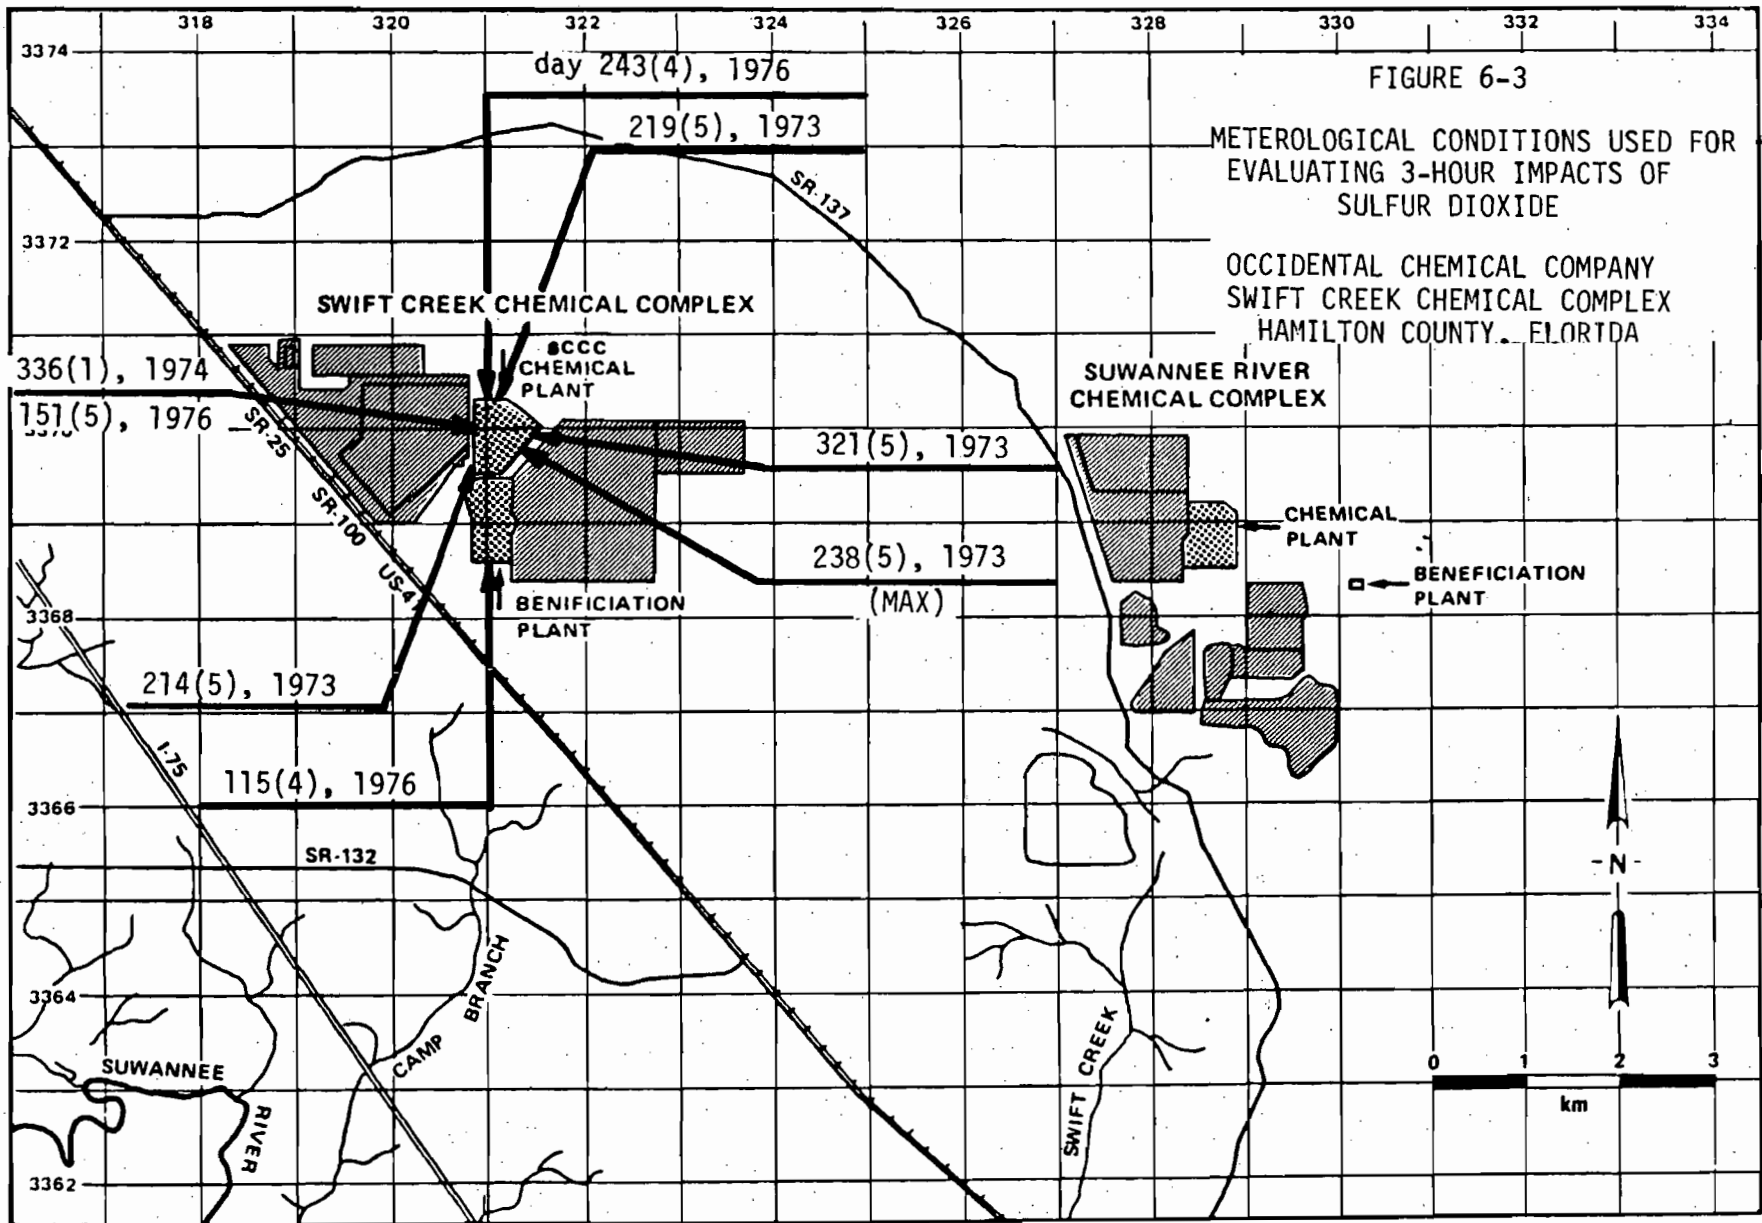 318 320 322 324 326 328 330 332 334
3374
day 243(4), 1976
FIGURE 6-3
219(5), 1973
METEROLOGICAL CONDITIONS USED FOR
EVALUATING 3-HOUR IMPACTS OF
SULFUR DIOXIDE
SR-137
3372
OCCIDENTAL CHEMICAL COMPANY
SWIFT CREEK CHEMICAL COMPLEX
HAMILTON COUNTY, FLORIDA
SWIFT CREEK CHEMICAL COMPLEX
SCCC
CHEMICAL
PLANT
336(1), 1974
151(5), 1976
SUWANNEE RIVER
CHEMICAL COMPLEX
SR-25
321(5), 1973
SR-100
CHEMICAL
PLANT
238(5), 1973
(MAX)
US-41
BENEFICIATION
PLANT
3368
BENIFICIATION
PLANT
214(5), 1973
I-75
115(4), 1976
3366
SR-132
-N-
3364
CAMP BRANCH
SWIFT CREEK
SUWANNEE
RIVER
0 1 2 3
km
3362